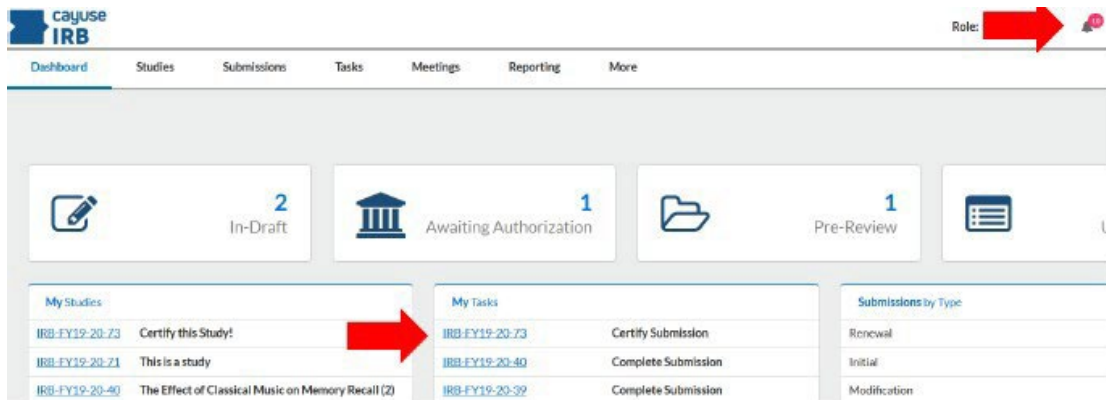 cayuse
IRB
Role:
10
Dashboard Studies Submissions Tasks Meetings Reporting More
2
In-Draft
1
Awaiting Authorization
1
Pre-Review
My Studies
IRB-FY19-20-73 Certify this Study!
IRB-FY19-20-71 This is a study
IRB-FY19-20-40 The Effect of Classical Music on Memory Recall (2)
My Tasks
IRB-FY19-20-73 Certify Submission
IRB-FY19-20-40 Complete Submission
IRB-FY19-20-39 Complete Submission
Submissions by Type
Renewal
Initial
Modification